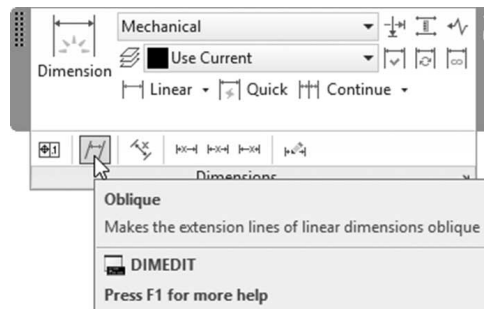 Mechanical
Use Current
Dimension
Linear Quick Continue
Dimensions
Oblique
Makes the extension lines of linear dimensions oblique
DIMEDIT
Press F1 for more help